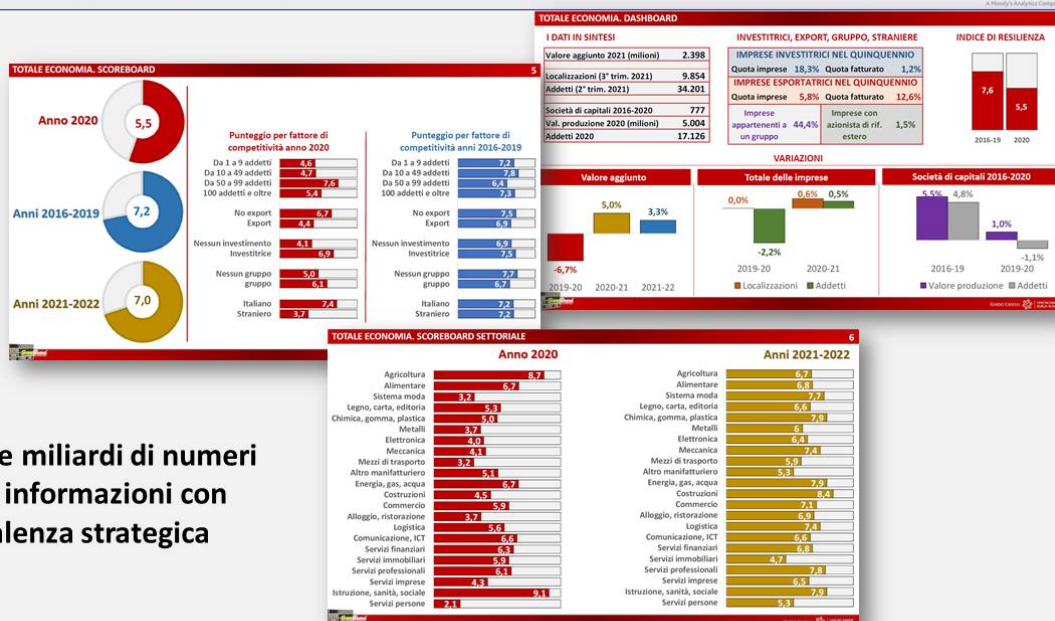 A Moody's Analytics Comp
TOTALE ECONOMIA. DASHBOARD
I DATI IN SINTESI
Valore aggiunto 2021 (milioni) 2.398
Localizzazioni (3° trim. 2021) 9.854
Addetti (2° trim. 2021) 34.201
Società di capitali 2016-2020 777
Val. produzione 2020 (milioni) 5.004
Addetti 2020 17.126
INVESTITRICI, EXPORT, GRUPPO, STRANIERE
IMPRESE INVESTITRICI NEL QUINQUENNIO
Quota imprese 18,3% Quota fatturato 1,2%
IMPRESE ESPORTATRICI NEL QUINQUENNIO
Quota imprese 5,8% Quota fatturato 12,6%
Imprese appartenenti a un gruppo 44,4%
Imprese con azionista di rif. estero 1,5%
INDICE DI RESILIENZA
7,6 5,5
2016-19 2020
VARIAZIONI
Valore aggiunto
-6,7% 5,0% 3,3%
2019-20 2020-21 2021-22
Totale delle imprese
0,0% 0,6% 0,5%
-2,2%
2019-20 2020-21
Localizzazioni Addetti
Società di capitali 2016-2020
5,5% 4,8% 1,0%
-1,1%
2016-19 2019-20
Valore produzione Addetti
TOTALE ECONOMIA. SCOREBOARD 5
Anno 2020 5,5
Anni 2016-2019 7,2
Anni 2021-2022 7,0
Punteggio per fattore di
competitività anno 2020
Da 1 a 9 addetti 4,6
Da 10 a 49 addetti 4,7
Da 50 a 99 addetti 7,6
100 addetti e oltre 5,4
No export 6,7
Export 4,4
Nessun investimento 4,1
Investitrice 6,9
Nessun gruppo 5,0
gruppo 6,1
Italiano 7,4
Straniero 3,7
Punteggio per fattore di
competitività anni 2016-2019
Da 1 a 9 addetti 7,2
Da 10 a 49 addetti 7,8
Da 50 a 99 addetti 6,4
100 addetti e oltre 7,3
No export 7,5
Export 6,9
Nessun investimento 6,9
Investitrice 7,5
Nessun gruppo 7,7
gruppo 6,7
Italiano 7,2
Straniero 7,2
TOTALE ECONOMIA. SCOREBOARD SETTORIALE 6
Anno 2020
Agricoltura 8,7
Alimentare 6,7
Sistema moda 3,2
Legno, carta, editoria 5,3
Chimica, gomma, plastica 5,0
Metalli 3,7
Elettronica 4,0
Meccanica 4,1
Mezzi di trasporto 3,2
Altro manifatturiero 5,1
Energia, gas, acqua 6,7
Costruzioni 4,5
Commercio 5,9
Alloggio, ristorazione 3,7
Logistica 5,6
Comunicazione, ICT 6,6
Servizi finanziari 6,3
Servizi immobiliari 5,9
Servizi professionali 6,1
Servizi imprese 4,3
Istruzione, sanità, sociale 9,1
Servizi persone 2,1
Anni 2021-2022
Agricoltura 6,7
Alimentare 6,8
Sistema moda 7,7
Legno, carta, editoria 6,6
Chimica, gomma, plastica 7,9
Metalli 6
Elettronica 6,4
Meccanica 7,4
Mezzi di trasporto 5,9
Altro manifatturiero 5,3
Energia, gas, acqua 7,9
Costruzioni 8,4
Commercio 7,1
Alloggio, ristorazione 6,9
Logistica 7,4
Comunicazione, ICT 6,6
Servizi finanziari 6,8
Servizi immobiliari 4,7
Servizi professionali 7,8
Servizi imprese 6,5
Istruzione, sanità, sociale 7,9
Servizi persone 5,3
e miliardi di numeri
informazioni con
lenza strategica